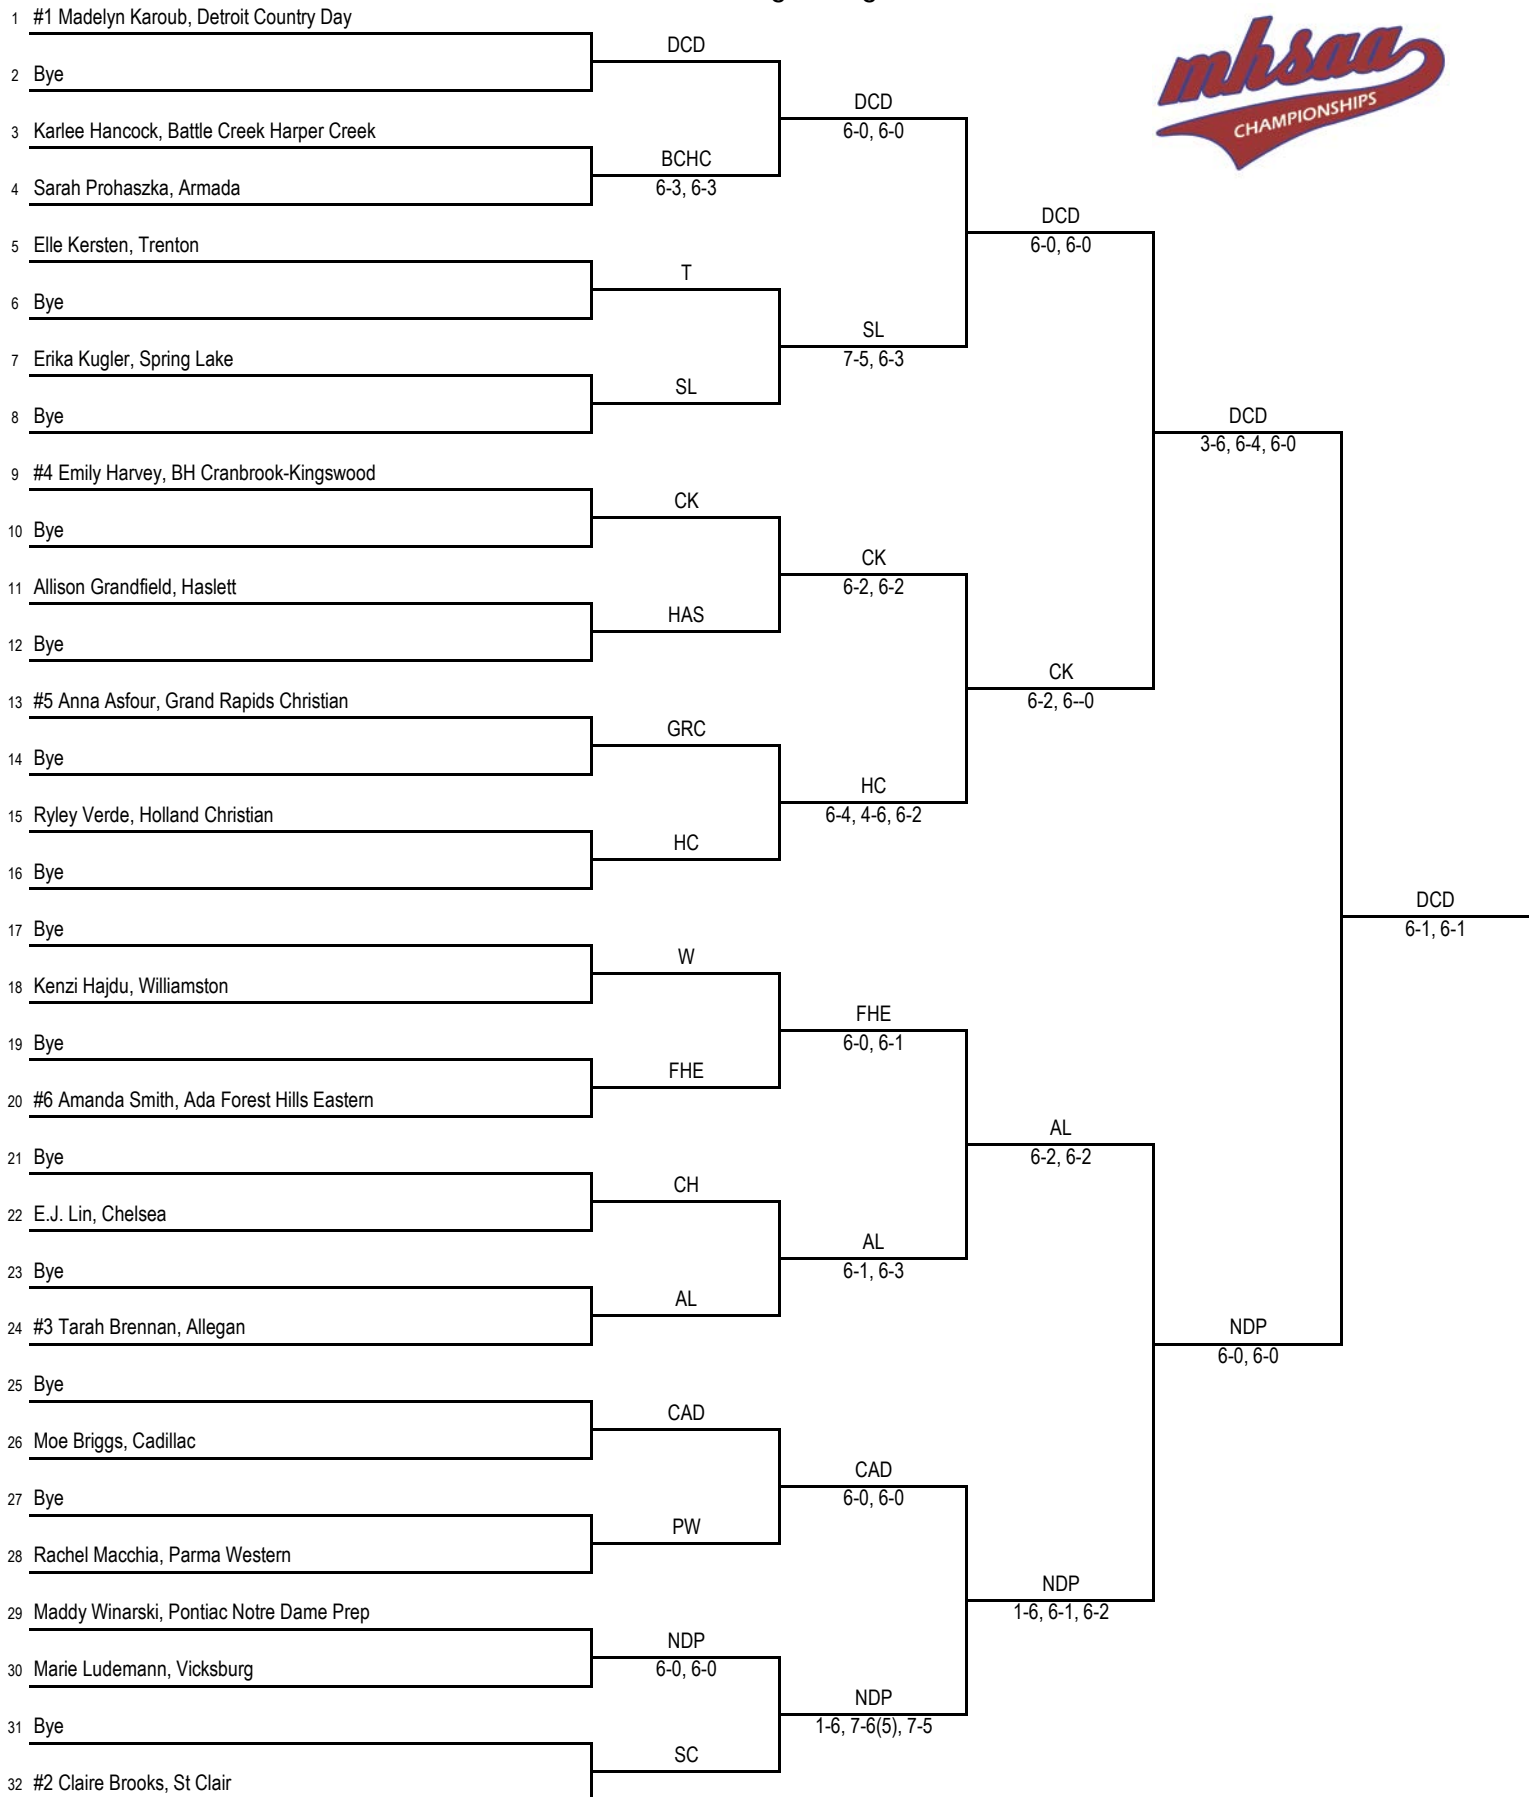 1 #1 Madelyn Karoub, Detroit Country Day
2 Bye
3 Karlee Hancock, Battle Creek Harper Creek
4 Sarah Prohaszka, Armada
5 Elle Kersten, Trenton
6 Bye
7 Erika Kugler, Spring Lake
8 Bye
9 #4 Emily Harvey, BH Cranbrook-Kingswood
10 Bye
11 Allison Grandfield, Haslett
12 Bye
13 #5 Anna Asfour, Grand Rapids Christian
14 Bye
15 Ryley Verde, Holland Christian
16 Bye
17 Bye
18 Kenzi Hajdu, Williamston
19 Bye
20 #6 Amanda Smith, Ada Forest Hills Eastern
21 Bye
22 E.J. Lin, Chelsea
23 Bye
24 #3 Tarah Brennan, Allegan
25 Bye
26 Moe Briggs, Cadillac
27 Bye
28 Rachel Macchia, Parma Western
29 Maddy Winarski, Pontiac Notre Dame Prep
30 Marie Ludemann, Vicksburg
31 Bye
32 #2 Claire Brooks, St Clair
DCD
BCHC
6-3, 6-3
T
SL
CK
HAS
GRC
HC
W
FHE
CH
AL
CAD
PW
NDP
6-0, 6-0
SC
DCD
6-0, 6-0
SL
7-5, 6-3
CK
6-2, 6-2
HC
6-4, 4-6, 6-2
FHE
6-0, 6-1
AL
6-1, 6-3
CAD
6-0, 6-0
NDP
1-6, 7-6(5), 7-5
DCD
6-0, 6-0
CK
6-2, 6--0
AL
6-2, 6-2
NDP
1-6, 6-1, 6-2
DCD
3-6, 6-4, 6-0
NDP
6-0, 6-0
DCD
6-1, 6-1
mhsaa
CHAMPIONSHIPS